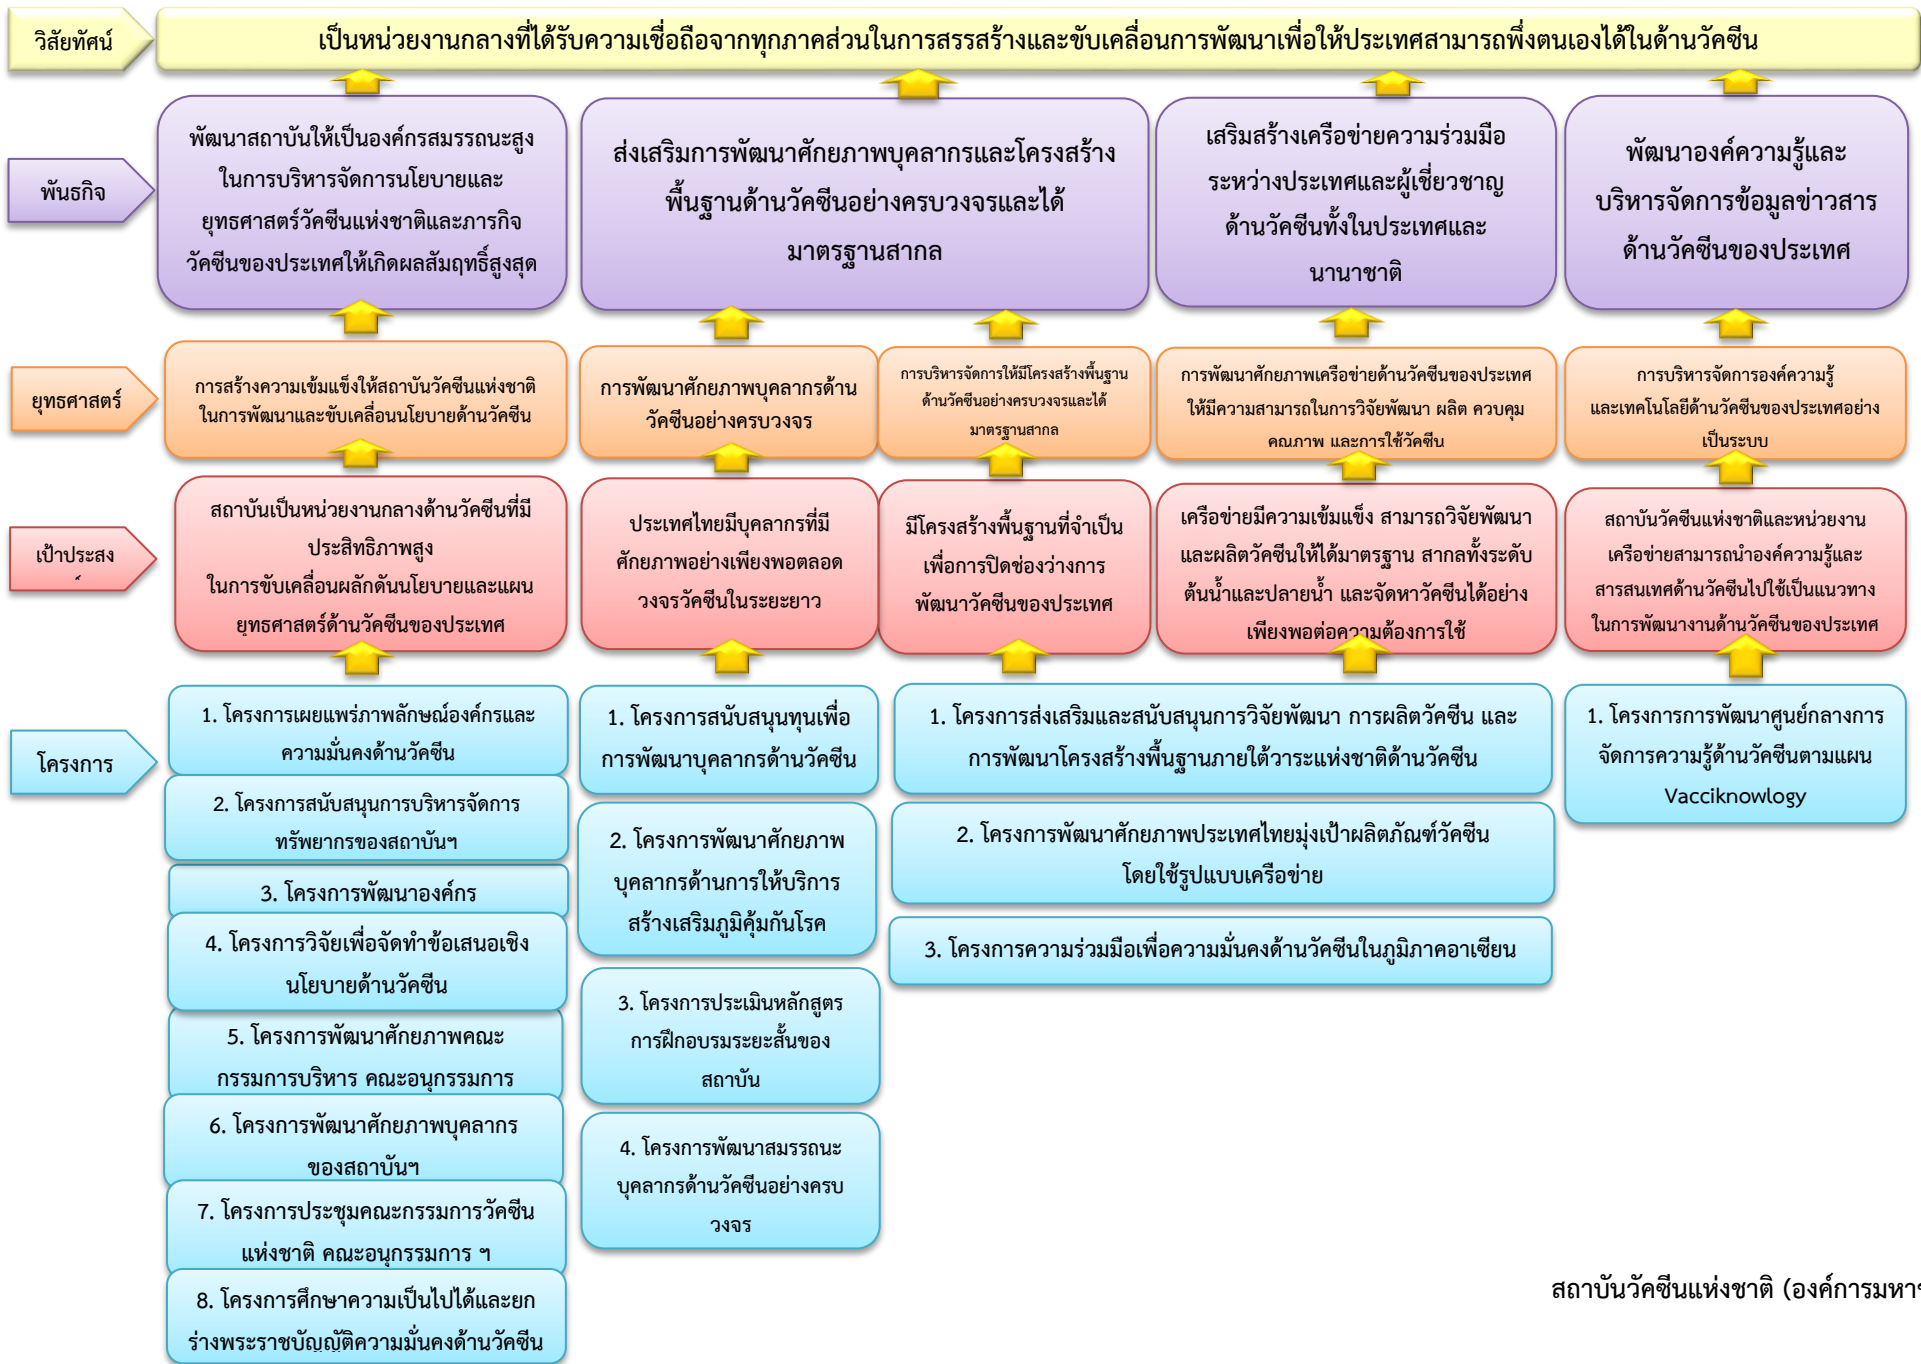 วิสัยทัศน์
เป็นหน่วยงานกลางที่ได้รับความเชื่อถือจากทุกภาคส่วนในการสรรสร้างและขับเคลื่อนการพัฒนาเพื่อให้ประเทศสามารถพึ่งตนเองได้ในด้านวัคซีน
พันธกิจ
พัฒนาสถาบันให้เป็นองค์กรสมรรถนะสูง
ในการบริหารจัดการนโยบายและ
ยุทธศาสตร์วัคซีนแห่งชาติและภารกิจ
วัคซีนของประเทศให้เกิดผลสัมฤทธิ์สูงสุด
ส่งเสริมการพัฒนาศักยภาพบุคลากรและโครงสร้าง
พื้นฐานด้านวัคซีนอย่างครบวงจรและได้
มาตรฐานสากล
เสริมสร้างเครือข่ายความร่วมมือ
ระหว่างประเทศและผู้เชี่ยวชาญ
ด้านวัคซีนทั้งในประเทศและ
นานาชาติ
พัฒนาองค์ความรู้และ
บริหารจัดการข้อมูลข่าวสาร
ด้านวัคซีนของประเทศ
ยุทธศาสตร์
การสร้างความเข้มแข็งให้สถาบันวัคซีนแห่งชาติ
ในการพัฒนาและขับเคลื่อนนโยบายด้านวัคซีน
การพัฒนาศักยภาพบุคลากรด้าน
วัคซีนอย่างครบวงจร
การบริหารจัดการให้มีโครงสร้างพื้นฐาน
ด้านวัคซีนอย่างครบวงจรและได้
มาตรฐานสากล
การพัฒนาศักยภาพเครือข่ายด้านวัคซีนของประเทศ
ให้มีความสามารถในการวิจัยพัฒนา ผลิต ควบคุม
คุณภาพ และการใช้วัคซีน
การบริหารจัดการองค์ความรู้
และเทคโนโลยีด้านวัคซีนของประเทศอย่าง
เป็นระบบ
เป้าประสง
ค์
สถาบันเป็นหน่วยงานกลางด้านวัคซีนที่มี
ประสิทธิภาพสูง
ในการขับเคลื่อนผลักดันนโยบายและแผน
ยุทธศาสตร์ด้านวัคซีนของประเทศ
ประเทศไทยมีบุคลากรที่มี
ศักยภาพอย่างเพียงพอตลอด
วงจรวัคซีนในระยะยาว
มีโครงสร้างพื้นฐานที่จำเป็น
เพื่อการปิดช่องว่างการ
พัฒนาวัคซีนของประเทศ
เครือข่ายมีความเข้มแข็ง สามารถวิจัยพัฒนา
และผลิตวัคซีนให้ได้มาตรฐาน สากลทั้งระดับ
ต้นน้ำและปลายน้ำ และจัดหาวัคซีนได้อย่าง
เพียงพอต่อความต้องการใช้
สถาบันวัคซีนแห่งชาติและหน่วยงาน
เครือข่ายสามารถนำองค์ความรู้และ
สารสนเทศด้านวัคซีนไปใช้เป็นแนวทาง
ในการพัฒนางานด้านวัคซีนของประเทศ
โครงการ
1. โครงการเผยแพร่ภาพลักษณ์องค์กรและ
ความมั่นคงด้านวัคซีน
2. โครงการสนับสนุนการบริหารจัดการ
ทรัพยากรของสถาบันฯ
3. โครงการพัฒนาองค์กร
4. โครงการวิจัยเพื่อจัดทำข้อเสนอเชิง
นโยบายด้านวัคซีน
5. โครงการพัฒนาศักยภาพคณะ
กรรมการบริหาร คณะอนุกรรมการ
6. โครงการพัฒนาศักยภาพบุคลากร
ของสถาบันฯ
7. โครงการประชุมคณะกรรมการวัคซีน
แห่งชาติ คณะอนุกรรมการ ฯ
8. โครงการศึกษาความเป็นไปได้และยก
ร่างพระราชบัญญัติความมั่นคงด้านวัคซีน
1. โครงการสนับสนุนทุนเพื่อ
การพัฒนาบุคลากรด้านวัคซีน
2. โครงการพัฒนาศักยภาพ
บุคลากรด้านการให้บริการ
สร้างเสริมภูมิคุ้มกันโรค
3. โครงการประเมินหลักสูตร
การฝึกอบรมระยะสั้นของ
สถาบัน
4. โครงการพัฒนาสมรรถนะ
บุคลากรด้านวัคซีนอย่างครบ
วงจร
1. โครงการส่งเสริมและสนับสนุนการวิจัยพัฒนา การผลิตวัคซีน และ
การพัฒนาโครงสร้างพื้นฐานภายใต้วาระแห่งชาติด้านวัคซีน
2. โครงการพัฒนาศักยภาพประเทศไทยมุ่งเป้าผลิตภัณฑ์วัคซีน
โดยใช้รูปแบบเครือข่าย
3. โครงการความร่วมมือเพื่อความมั่นคงด้านวัคซีนในภูมิภาคอาเซียน
1. โครงการการพัฒนาศูนย์กลางการ
จัดการความรู้ด้านวัคซีนตามแผน
Vacciknowlogy
สถาบันวัคซีนแห่งชาติ (องค์การมหาช